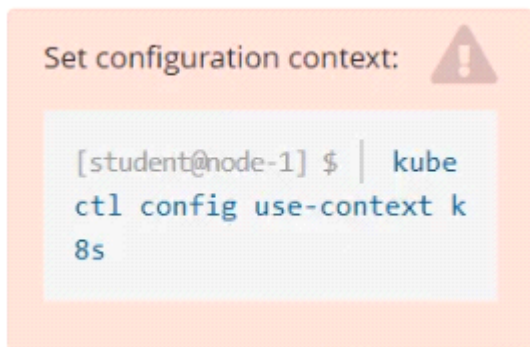 Set configuration context:
[student@node-1] $ | kube
ctl config use-context k
8s